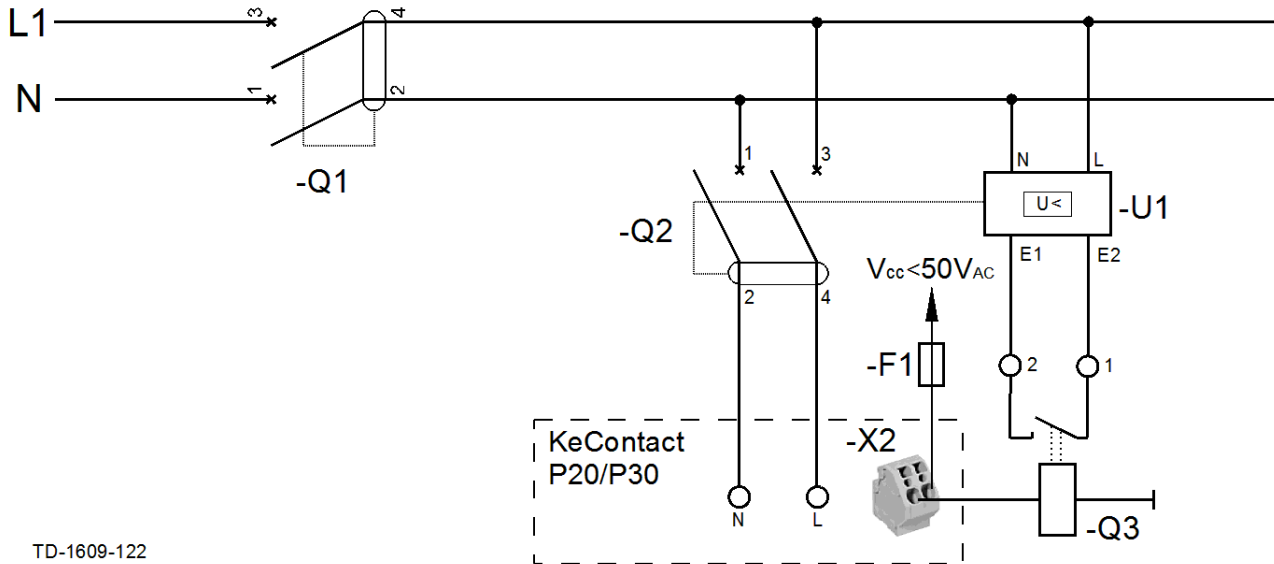 L1
3
4
N
1
2
-Q1
1
3
N
L
-Q2
U<
-U1
E1
E2
2
4
Vcc<50VAC
-F1
2
1
KeContact
P20/P30
-X2
N
L
-Q3
TD-1609-122